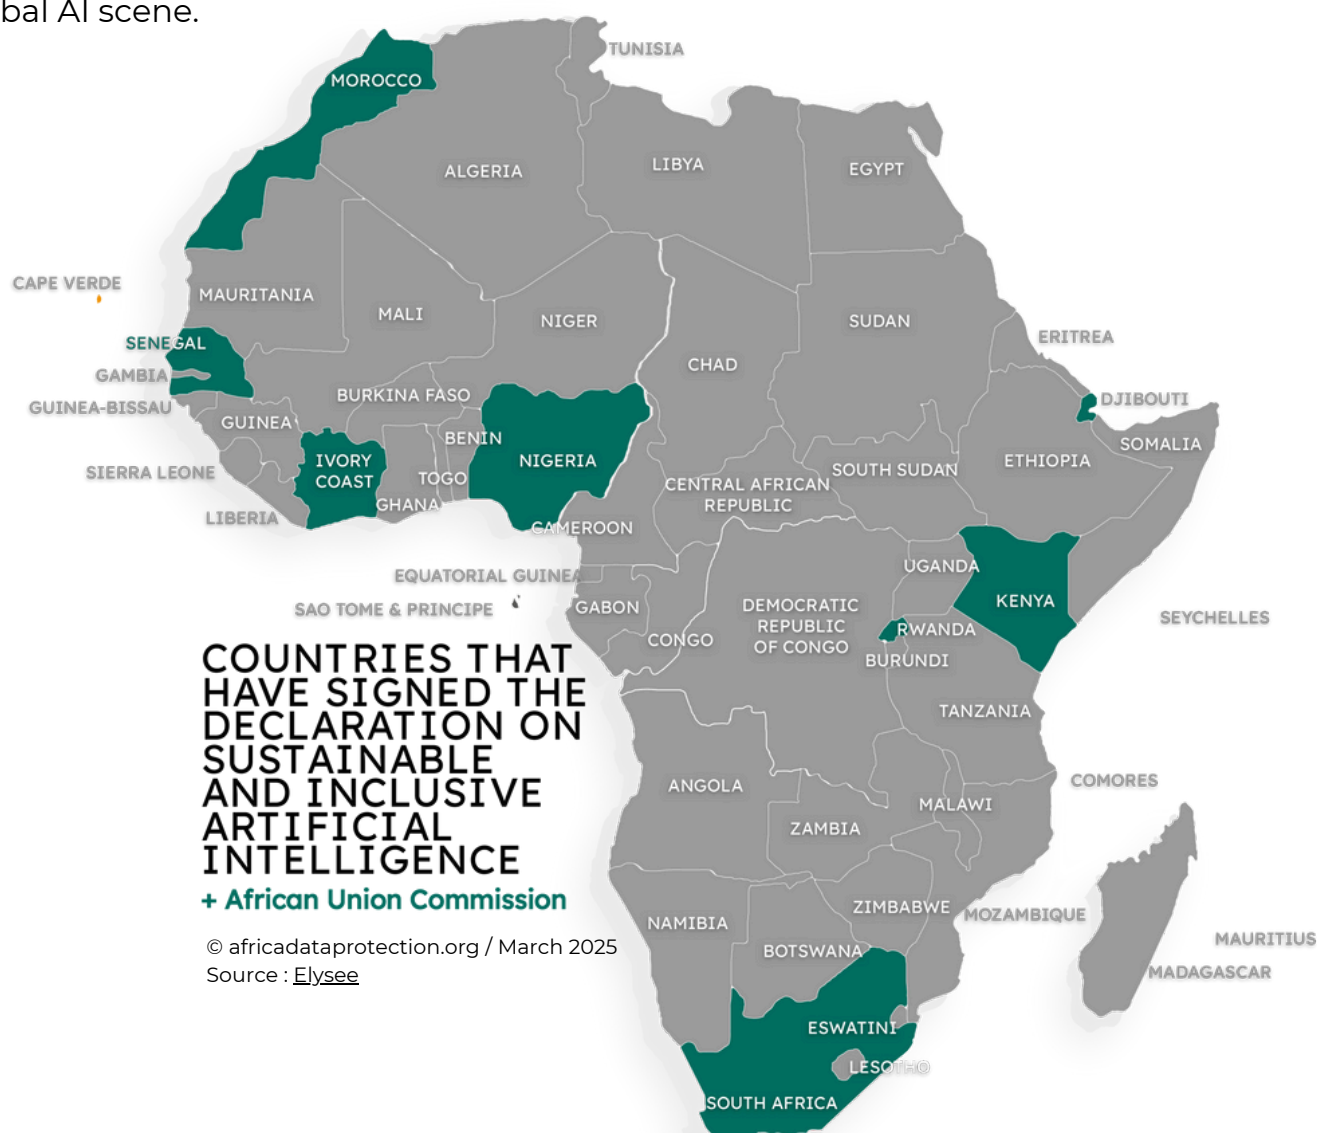 bal AI scene.
TUNISIA
MOROCCO
LIBYA
EGYPT
ALGERIA
CAPE VERDE
MAURITANIA
MALI
NIGER
SUDAN
ERITREA
SENEGAL
CHAD
GAMBIA
BURKINA FASO
DJIBOUTI
GUINEA-BISSAU
GUINEA
BENIN
SOMALIA
IVORY
COAST
NIGERIA
ETHIOPIA
SOUTH SUDAN
SIERRA LEONE
TOGO
CENTRAL AFRICAN
REPUBLIC
GHANA
LIBERIA
CAMEROON
UGANDA
EQUATORIAL GUINEA
KENYA
SAO TOME & PRINCIPE
GABON
DEMOCRATIC
REPUBLIC
OF CONGO
SEYCHELLES
RWANDA
CONGO
BURUNDI
COUNTRIES THAT
HAVE SIGNED THE
DECLARATION ON
SUSTAINABLE
AND INCLUSIVE
ARTIFICIAL
INTELLIGENCE
+ African Union Commission
© africadataprotection.org / March 2025
Source : Elysee
TANZANIA
COMORES
ANGOLA
MALAWI
ZAMBIA
ZIMBABWE
MOZAMBIQUE
NAMIBIA
MAURITIUS
BOTSWANA
MADAGASCAR
ESWATINI
LESOTHO
SOUTH AFRICA